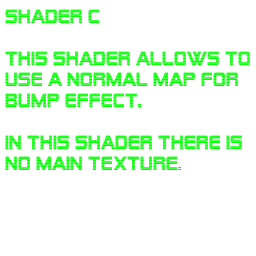 SHADER C
THIS SHADER ALLOWS TO
USE A NORMAL MAP FOR
BUMP EFFECT.
IN THIS SHADER THERE IS
NO MAIN TEXTURE.